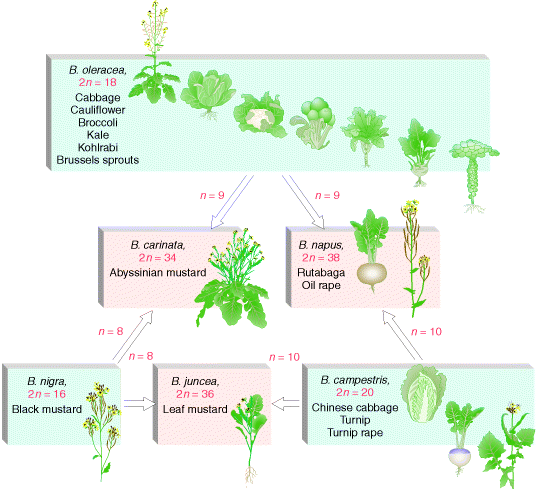 B. oleracea,
2n = 18
Cabbage
Cauliflower
Broccoli
Kale
Kohlrabi
Brussels sprouts
n = 9
n = 9
B. carinata,
2n = 34
Abyssinian mustard
B. napus,
2n = 38
Rutabaga
Oil rape
n = 8
n = 8
n = 10
n = 10
B. nigra,
2n = 16
Black mustard
B. juncea,
2n = 36
Leaf mustard
B. campestris,
2n = 20
Chinese cabbage
Turnip
Turnip rape